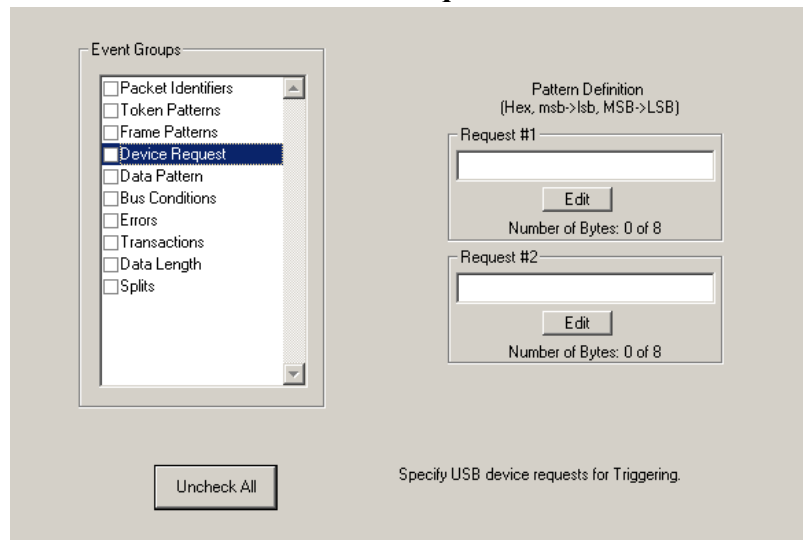 Event Groups
Packet Identifiers
Token Patterns
Frame Patterns
Device Request
Data Pattern
Bus Conditions
Errors
Transactions
Data Length
Splits
Uncheck All
Pattern Definition
(Hex, msb->lsb, MSB->LSB)
Request #1
Edit
Number of Bytes: 0 of 8
Request #2
Edit
Number of Bytes: 0 of 8
Specify USB device requests for Triggering.